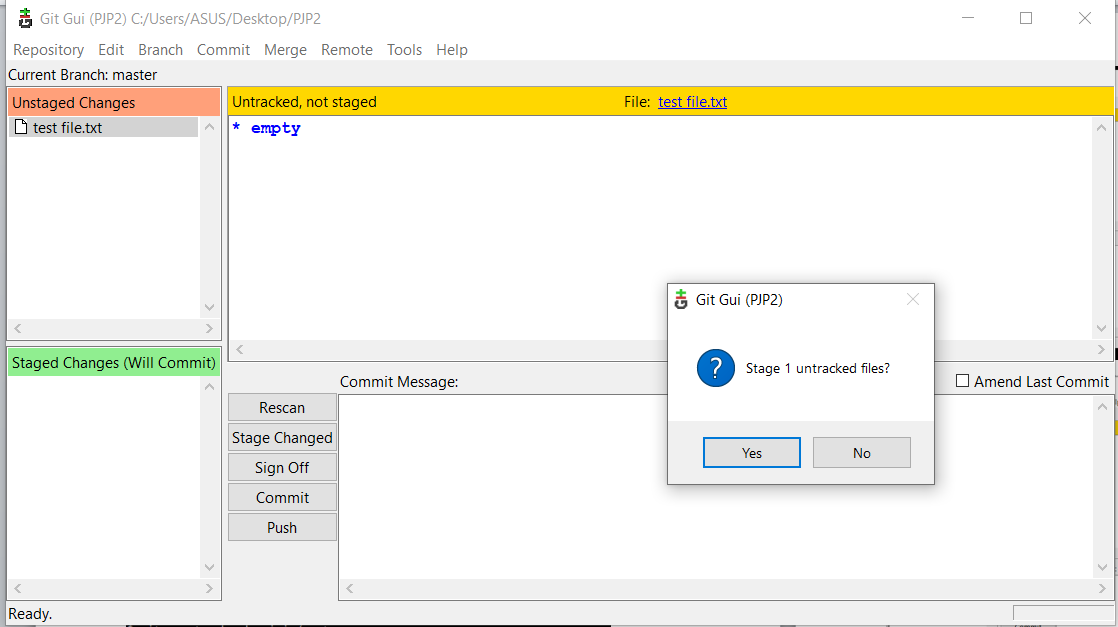 Git Gui (PJP2) C:/Users/ASUS/Desktop/PJP2
Repository Edit Branch Commit Merge Remote Tools Help
Current Branch: master
Unstaged Changes
test file.txt
Untracked, not staged File: test file.txt
* empty
Git Gui (PJP2)
Stage 1 untracked files?
Yes No
Staged Changes (Will Commit)
Commit Message:
Amend Last Commit
Rescan
Stage Changed
Sign Off
Commit
Push
Ready.